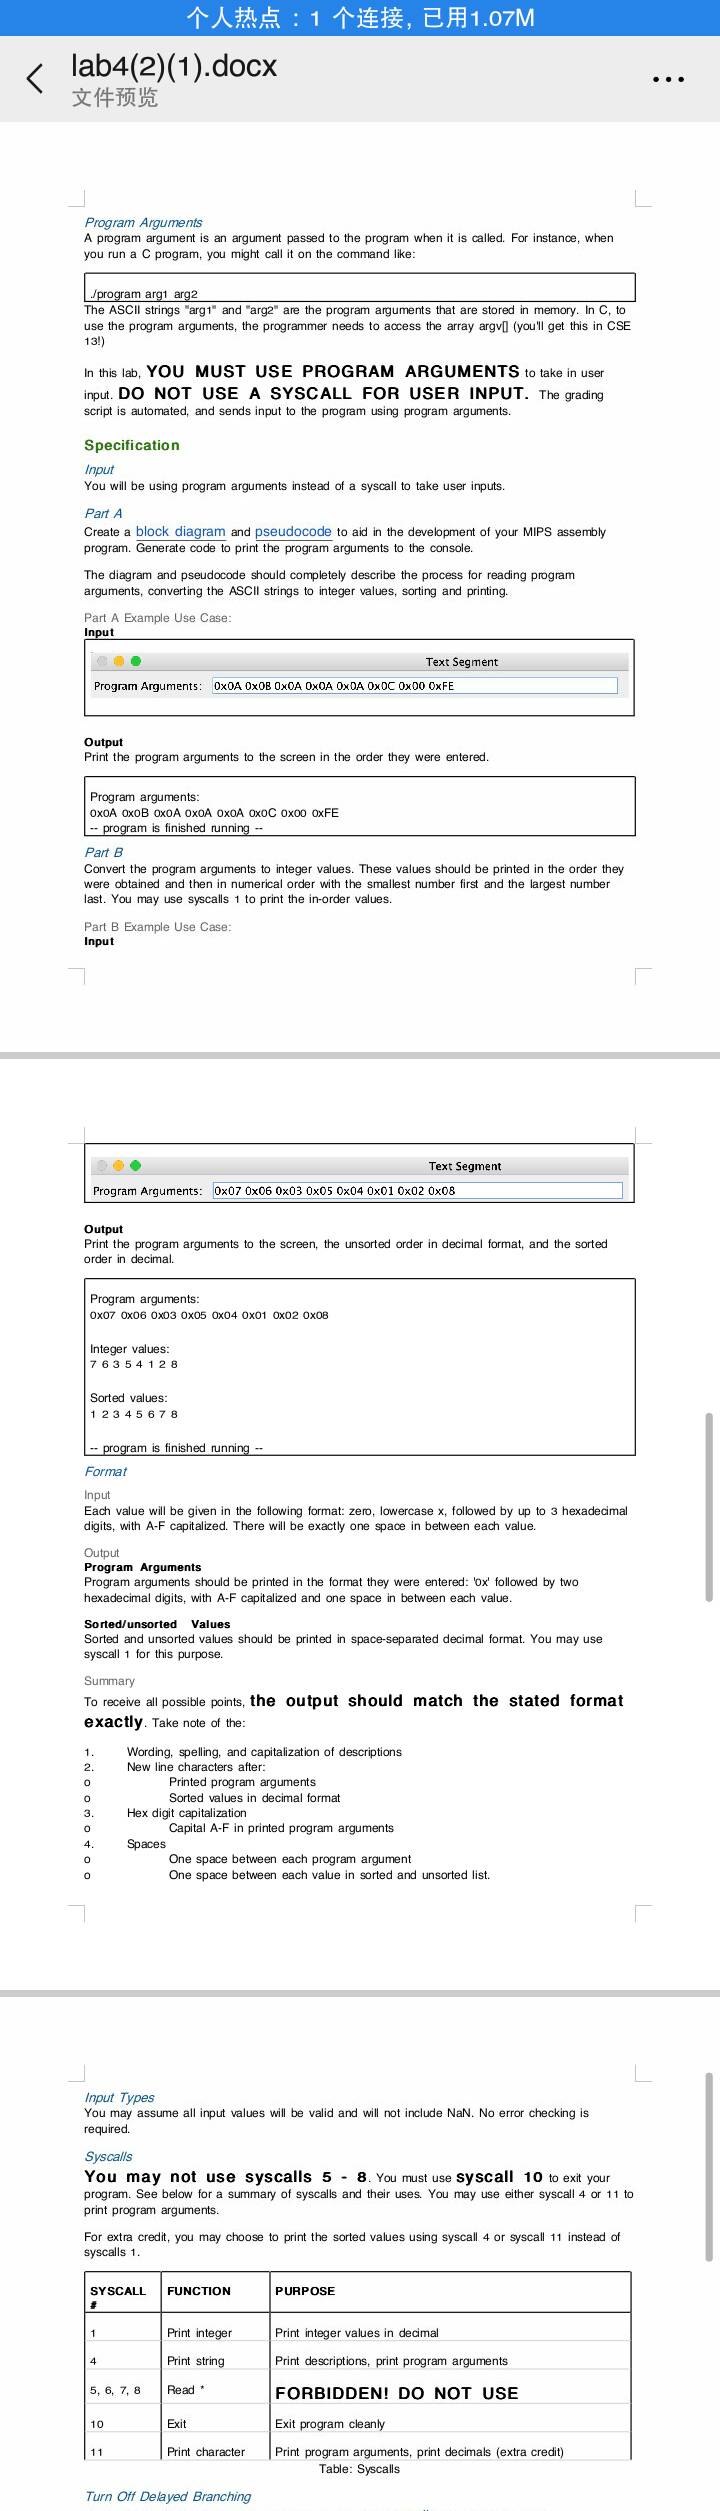 个人热点：1 个连接, 已用1.07M
lab4(2)(1).docx
文件预览
Program Arguments
A program argument is an argument passed to the program when it is called. For instance, when
you run a C program, you might call it on the command like:
./program arg1 arg2
The ASCII strings "arg1" and "arg2" are the program arguments that are stored in memory. In C, to
use the program arguments, the programmer needs to access the array argv[] (you'll get this in CSE
13!)
In this lab, YOU MUST USE PROGRAM ARGUMENTS to take in user
input. DO NOT USE A SYSCALL FOR USER INPUT. The grading
script is automated, and sends input to the program using program arguments.
Specification
Input
You will be using program arguments instead of a syscall to take user inputs.
Part A
Create a block diagram and pseudocode to aid in the development of your MIPS assembly
program. Generate code to print the program arguments to the console.
The diagram and pseudocode should completely describe the process for reading program
arguments, converting the ASCII strings to integer values, sorting and printing.
Part A Example Use Case:
Input
Text Segment
Program Arguments: 0x0A 0x0B 0x0A 0x0A 0x0A 0x0C 0x00 0xFE
Output
Print the program arguments to the screen in the order they were entered.
Program arguments:
0x0A 0x0B 0x0A 0x0A 0x0A 0x0C 0x00 0xFE
-- program is finished running --
Part B
Convert the program arguments to integer values. These values should be printed in the order they
were obtained and then in numerical order with the smallest number first and the largest number
last. You may use syscalls 1 to print the in-order values.
Part B Example Use Case:
Input
Text Segment
Program Arguments: 0x07 0x06 0x03 0x05 0x04 0x01 0x02 0x08
Output
Print the program arguments to the screen, the unsorted order in decimal format, and the sorted
order in decimal.
Program arguments:
0x07 0x06 0x03 0x05 0x04 0x01 0x02 0x08
Integer values:
7 6 3 5 4 1 2 8
Sorted values:
1 2 3 4 5 6 7 8
-- program is finished running --
Format
Input
Each value will be given in the following format: zero, lowercase x, followed by up to 3 hexadecimal
digits, with A-F capitalized. There will be exactly one space in between each value.
Output
Program Arguments
Program arguments should be printed in the format they were entered: '0x' followed by two
hexadecimal digits, with A-F capitalized and one space in between each value.
Sorted/unsorted Values
Sorted and unsorted values should be printed in space-separated decimal format. You may use
syscall 1 for this purpose.
Summary
To receive all possible points, the output should match the stated format
exactly. Take note of the:
1. Wording, spelling, and capitalization of descriptions
2. New line characters after:
o Printed program arguments
o Sorted values in decimal format
3. Hex digit capitalization
o Capital A-F in printed program arguments
4. Spaces
o One space between each program argument
o One space between each value in sorted and unsorted list.
Input Types
You may assume all input values will be valid and will not include NaN. No error checking is
required.
Syscalls
You may not use syscalls 5 - 8. You must use syscall 10 to exit your
program. See below for a summary of syscalls and their uses. You may use either syscall 4 or 11 to
print program arguments.
For extra credit, you may choose to print the sorted values using syscall 4 or syscall 11 instead of
syscalls 1.
SYSCALL # FUNCTION PURPOSE
1 Print integer Print integer values in decimal
4 Print string Print descriptions, print program arguments
5, 6, 7, 8 Read * FORBIDDEN! DO NOT USE
10 Exit Exit program cleanly
11 Print character Print program arguments, print decimals (extra credit)
Table: Syscalls
Turn Off Delayed Branching